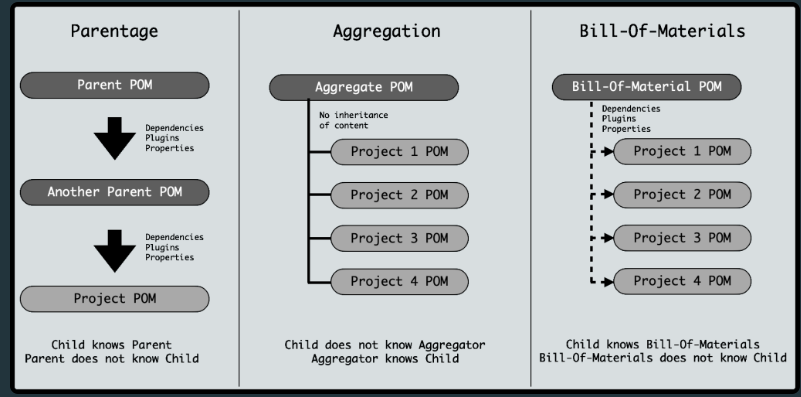 Parentage
Parent POM
Dependencies
Plugins
Properties
Another Parent POM
Dependencies
Plugins
Properties
Project POM
Child knows Parent
Parent does not know Child
Aggregation
Aggregate POM
No inheritance
of content
Project 1 POM
Project 2 POM
Project 3 POM
Project 4 POM
Child does not know Aggregator
Aggregator knows Child
Bill-Of-Materials
Bill-Of-Material POM
Dependencies
Plugins
Properties
Project 1 POM
Project 2 POM
Project 3 POM
Project 4 POM
Child knows Bill-Of-Materials
Bill-Of-Materials does not know Child